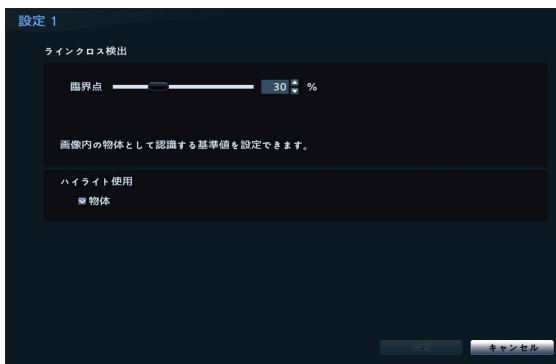 設定 1
ラインクロス検出
臨界点 30 %
画像内の物体として認識する基準値を設定できます。
ハイライト使用
物体
決定 キャンセル